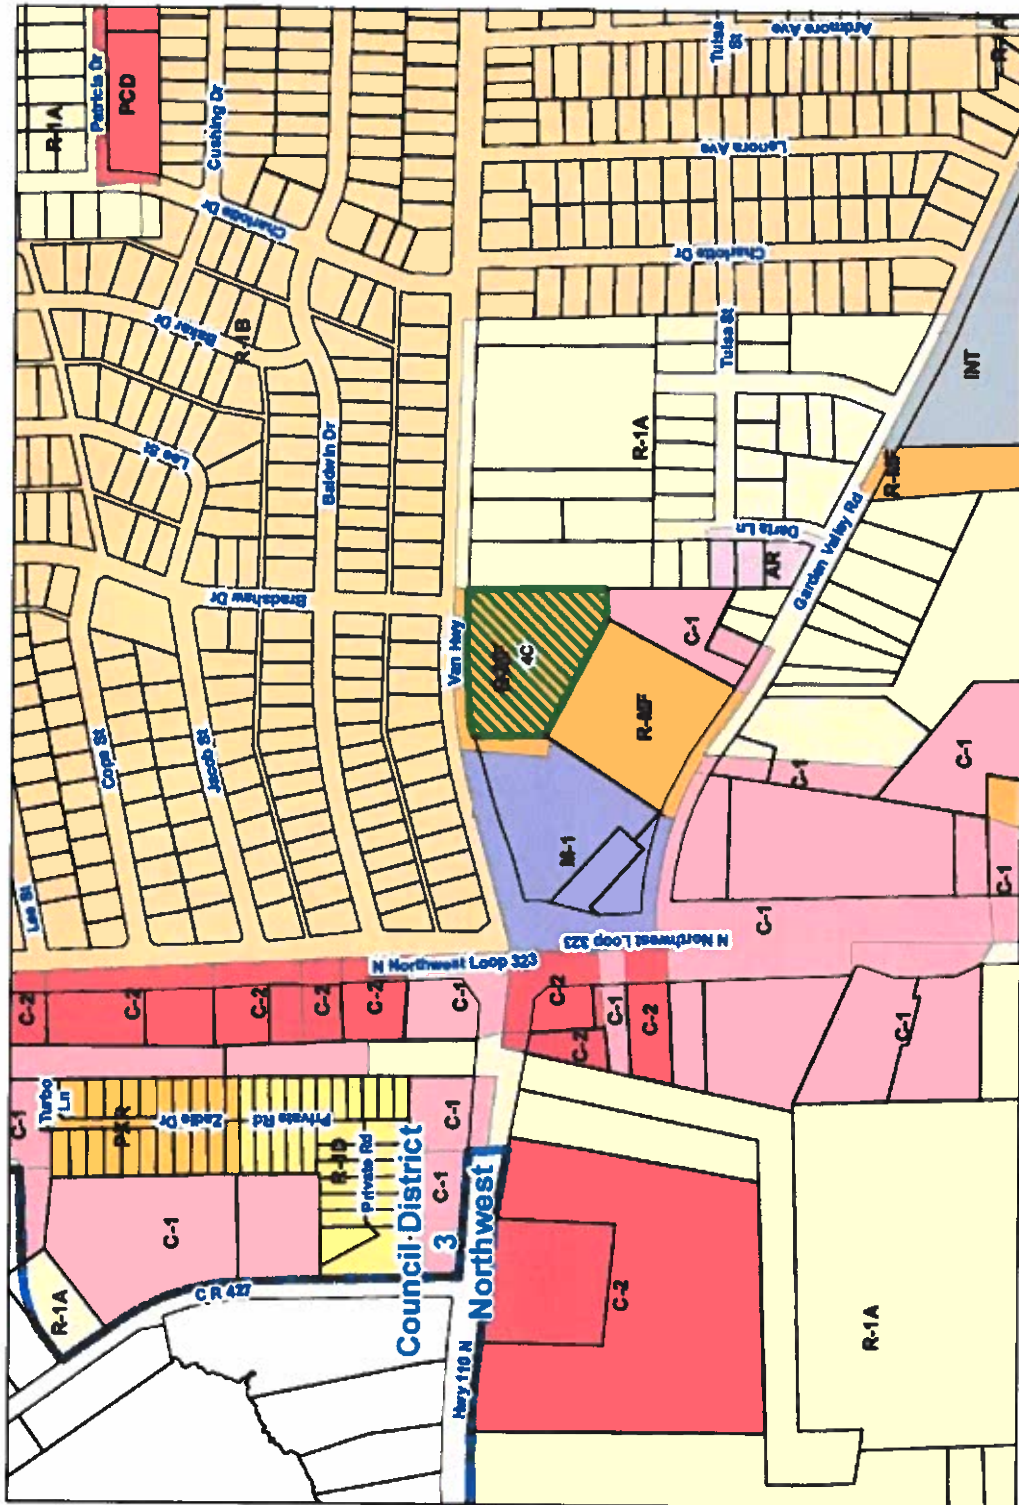 R-1A
Patricia Dr
PCD
Cushing Dr
Charlotte Dr
Baker Dr
R-1B
Lee St
Baldwin Dr
Bradshaw Dr
Cope St
Jacob St
Lee St
Tulsa
St
Ardmore Ave
Lenora Ave
Charlotte Dr
Tulsa St
R-1A
INT
R-MF
Garden Valley Rd
Darts Ln
AR
Van Hwy
4C
C-1
R-MF
M-1
C-1
C-1
C-1
C-1
N Northwest Loop 323
N Northwest Loop 323
C-2
C-2
C-2
C-2
C-2
C-1
C-2
C-2
C-1
C-2
C-1
C-1
Turbo
Ln
PXR
Zadie Dr
Private Rd
R-1D
Private Rd
C-1
C-1
C-1
R-1A
C R 427
Council District
3
Northwest
Hwy 110 N
C-2
R-1A